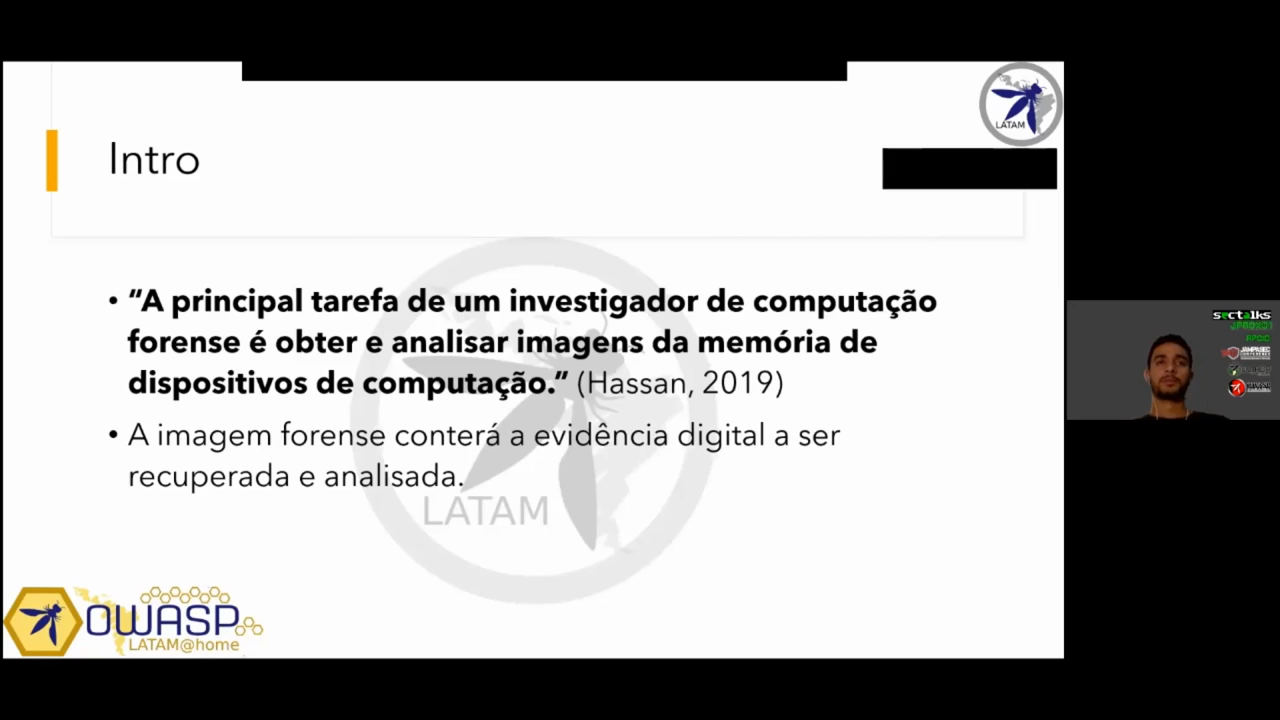 LATAM
Intro
• “A principal tarefa de um investigador de computação
forense é obter e analisar imagens da memória de
dispositivos de computação.” (Hassan, 2019)
• A imagem forense conterá a evidência digital a ser
recuperada e analisada.
LATAM
OWASP
LATAM@home
sectalks